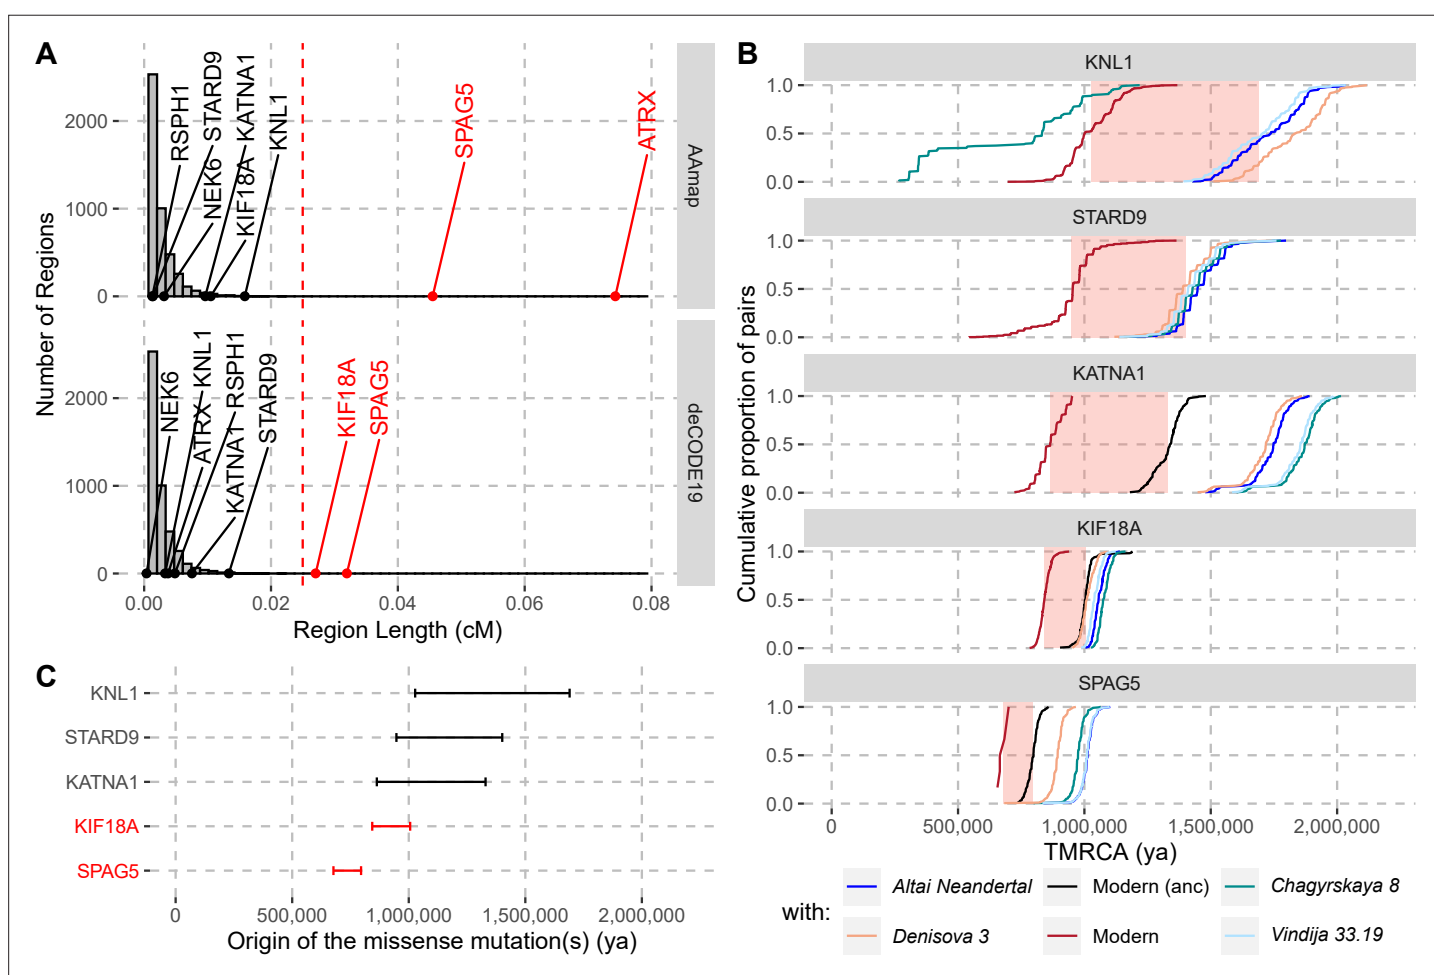 A
Number of Regions
2000
1000
0
RSPH1
STARD9
NEK6
KATNA1
KIF18A
KNL1
SPAG5
ATRX
AAmap
2000
1000
0
NEK6
KNL1
ATRX
RSPH1
KATNA1
STARD9
KIF18A
SPAG5
deCODE19
0.00 0.02 0.04 0.06 0.08
Region Length (cM)
B
Cumulative proportion of pairs
KNL1
1.0
0.5
0.0
STARD9
1.0
0.5
0.0
KATNA1
1.0
0.5
0.0
KIF18A
1.0
0.5
0.0
SPAG5
1.0
0.5
0.0
0 500,000 1,000,000 1,500,000 2,000,000
TMRCA (ya)
with:
Altai Neandertal Modern (anc) Chagyrskaya 8
Denisova 3 Modern Vindija 33.19
C
KNL1
STARD9
KATNA1
KIF18A
SPAG5
0 500,000 1,000,000 1,500,000 2,000,000
Origin of the missense mutation(s) (ya)